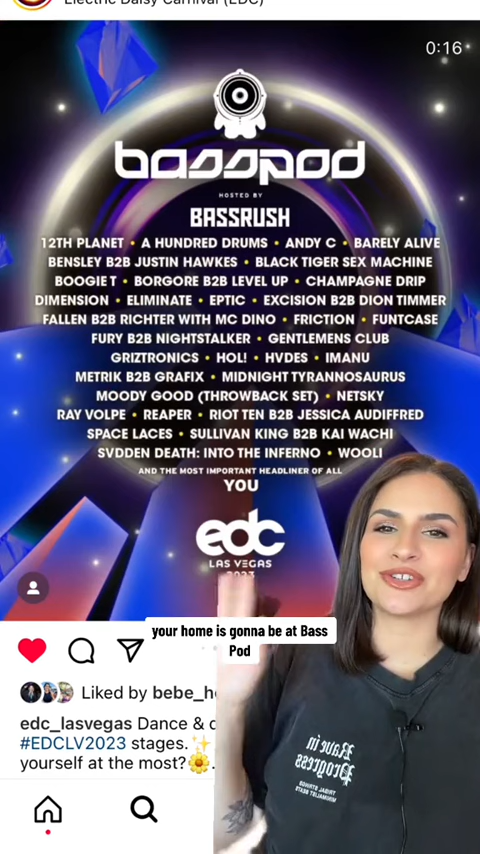 Electric Daisy Carnival (EDC)
0:16
basspod
HOSTED BY
BASSRUSH
12TH PLANET • A HUNDRED DRUMS • ANDY C • BARELY ALIVE
BENSLEY B2B JUSTIN HAWKES • BLACK TIGER SEX MACHINE
BOOGIE T • BORGORE B2B LEVEL UP • CHAMPAGNE DRIP
DIMENSION • ELIMINATE • EPTIC • EXCISION B2B DION TIMMER
FALLEN B2B RICHTER WITH MC DINO • FRICTION • FUNTCASE
FURY B2B NIGHTSTALKER • GENTLEMENS CLUB
GRIZTRONICS • HOL! • HVDES • IMANU
METRIK B2B GRAFIX • MIDNIGHT TYRANNOSAURUS
MOODY GOOD (THROWBACK SET) • NETSKY
RAY VOLPE • REAPER • RIOT TEN B2B JESSICA AUDIFFRED
SPACE LACES • SULLIVAN KING B2B KAI WACHI
SVDDEN DEATH: INTO THE INFERNO • WOOLI
AND THE MOST IMPORTANT HEADLINER OF ALL
YOU
edc
LAS VEGAS
2023
your home is gonna be at Bass
Pod
Liked by bebe_h
edc_lasvegas Dance &
#EDCLV2023 stages.✨
yourself at the most?🌼
Rave in
Progress